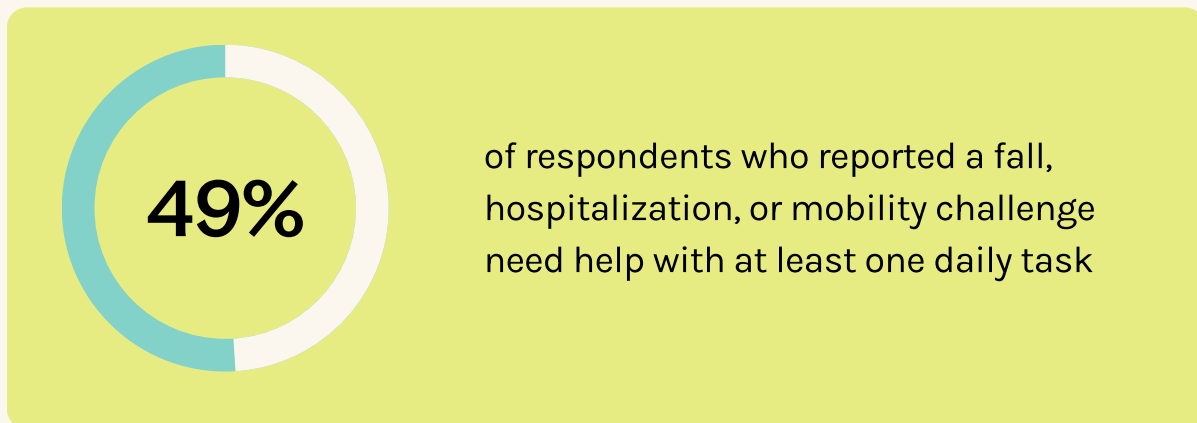 49%
of respondents who reported a fall,
hospitalization, or mobility challenge
need help with at least one daily task